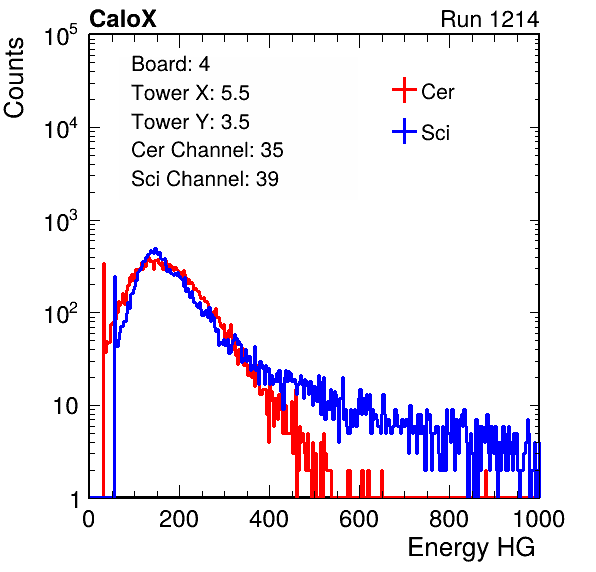 CaloX Run 1214
10^5
Counts
Board: 4
Tower X: 5.5
Tower Y: 3.5
Cer Channel: 35
Sci Channel: 39
Cer
Sci
10^4
10^3
10^2
10
1
0 200 400 600 800 1000
Energy HG